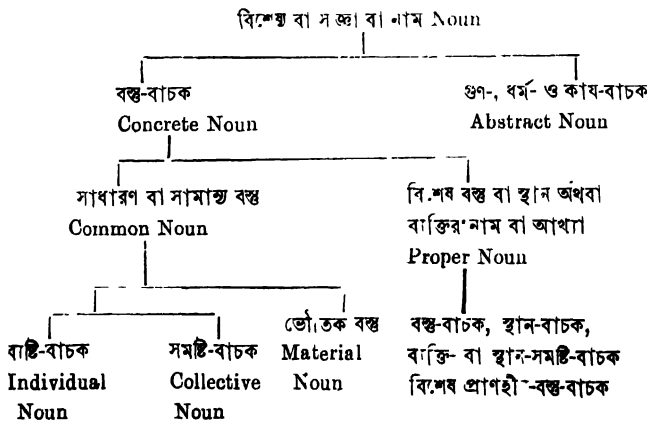 বিশেষ্য বা সংজ্ঞা বা নাম Noun
বস্তু-বাচক
Concrete Noun
গুণ-, ধর্ম- ও কার্য-বাচক
Abstract Noun
সাধারণ বা সামান্য বস্তু
Common Noun
বিশেষ বস্তু বা স্থান অথবা
ব্যক্তির নাম বা আখ্যা
Proper Noun
ব্যষ্টি-বাচক
Individual
Noun
সমষ্টি-বাচক
Collective
Noun
ভৌতিক বস্তু
Material
Noun
বস্তু-বাচক, স্থান-বাচক,
ব্যক্তি- বা স্থান-সমষ্টি-বাচক
বিশেষ প্রাণহীন-বস্তু-বাচক